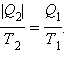 |Q₂|/T₂ = Q₁/T₁.